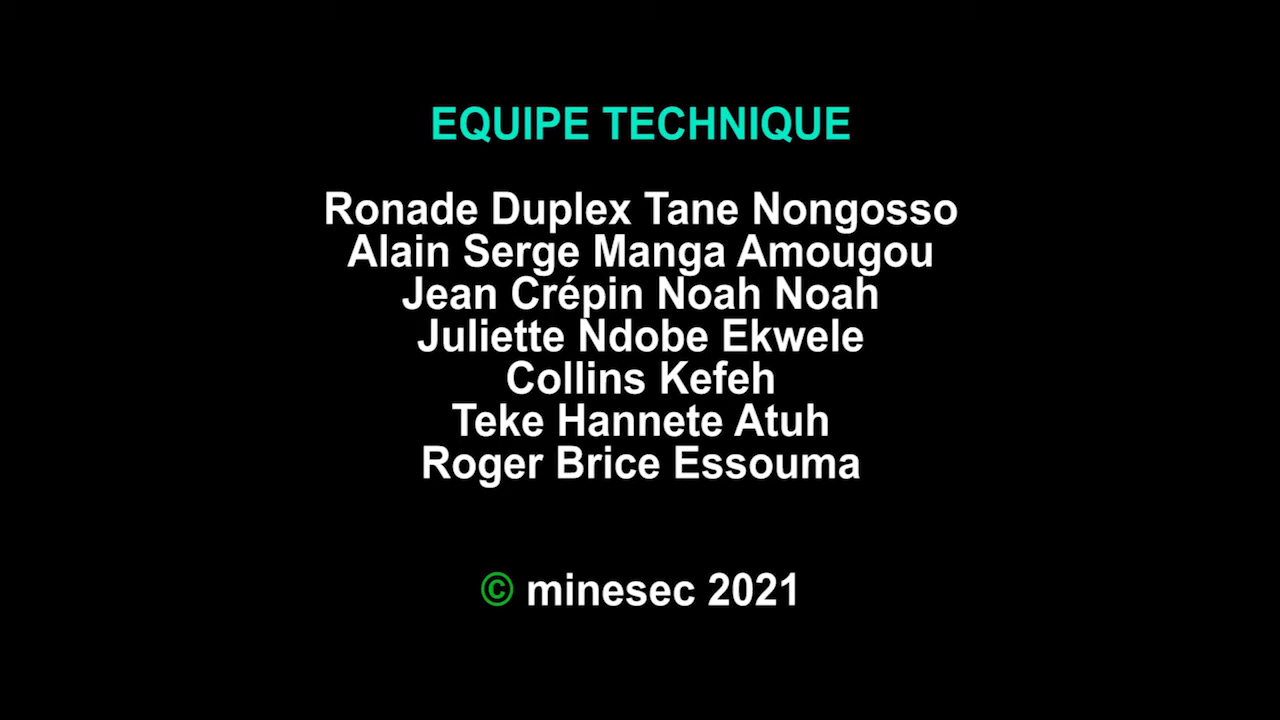 EQUIPE TECHNIQUE
Ronade Duplex Tane Nongosso
Alain Serge Manga Amougou
Jean Crépin Noah Noah
Juliette Ndobe Ekwele
Collins Kefeh
Teke Hannete Atuh
Roger Brice Essouma
© minesec 2021